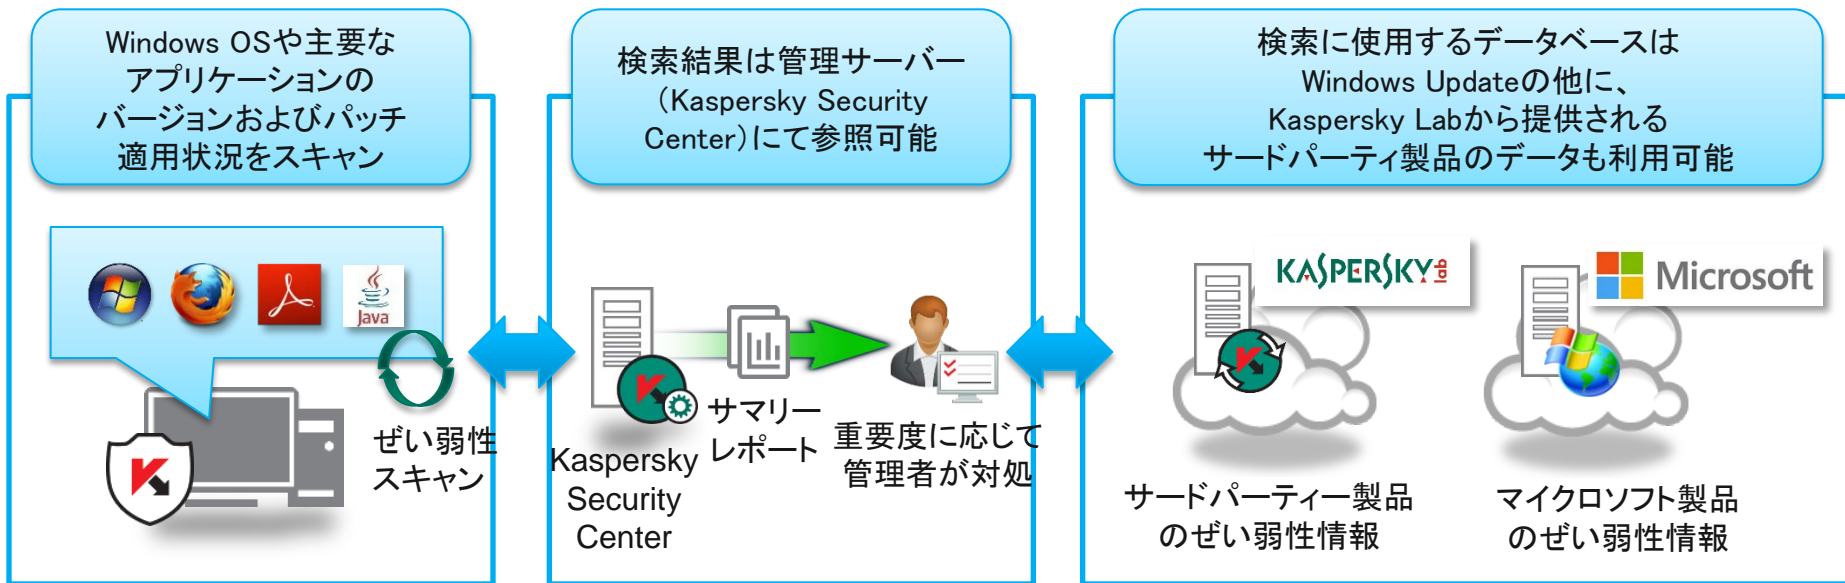 Windows OSや主要な
アプリケーションの
バージョンおよびパッチ
適用状況をスキャン
Java
ぜい弱性
スキャン
検索結果は管理サーバー
（Kaspersky Security
Center）にて参照可能
Kaspersky
Security
Center
サマリー
レポート
重要度に応じて
管理者が対処
検索に使用するデータベースは
Windows Updateの他に、
Kaspersky Labから提供される
サードパーティ製品のデータも利用可能
KASPERSKY lab
Microsoft
サードパーティー製品
のぜい弱性情報
マイクロソフト製品
のぜい弱性情報